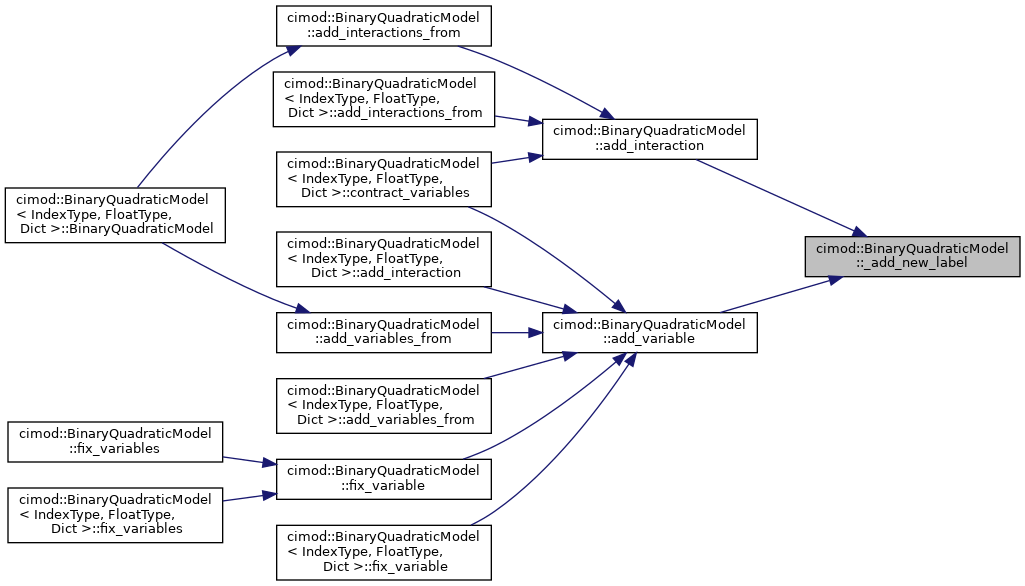 cimod::BinaryQuadraticModel
::add_interactions_from
cimod::BinaryQuadraticModel
< IndexType, FloatType,
Dict >::add_interactions_from
cimod::BinaryQuadraticModel
::add_interaction
cimod::BinaryQuadraticModel
< IndexType, FloatType,
Dict >::contract_variables
cimod::BinaryQuadraticModel
< IndexType, FloatType,
Dict >::BinaryQuadraticModel
cimod::BinaryQuadraticModel
< IndexType, FloatType,
Dict >::add_interaction
cimod::BinaryQuadraticModel
::_add_new_label
cimod::BinaryQuadraticModel
::add_variables_from
cimod::BinaryQuadraticModel
::add_variable
cimod::BinaryQuadraticModel
< IndexType, FloatType,
Dict >::add_variables_from
cimod::BinaryQuadraticModel
::fix_variables
cimod::BinaryQuadraticModel
::fix_variable
cimod::BinaryQuadraticModel
< IndexType, FloatType,
Dict >::fix_variables
cimod::BinaryQuadraticModel
< IndexType, FloatType,
Dict >::fix_variable